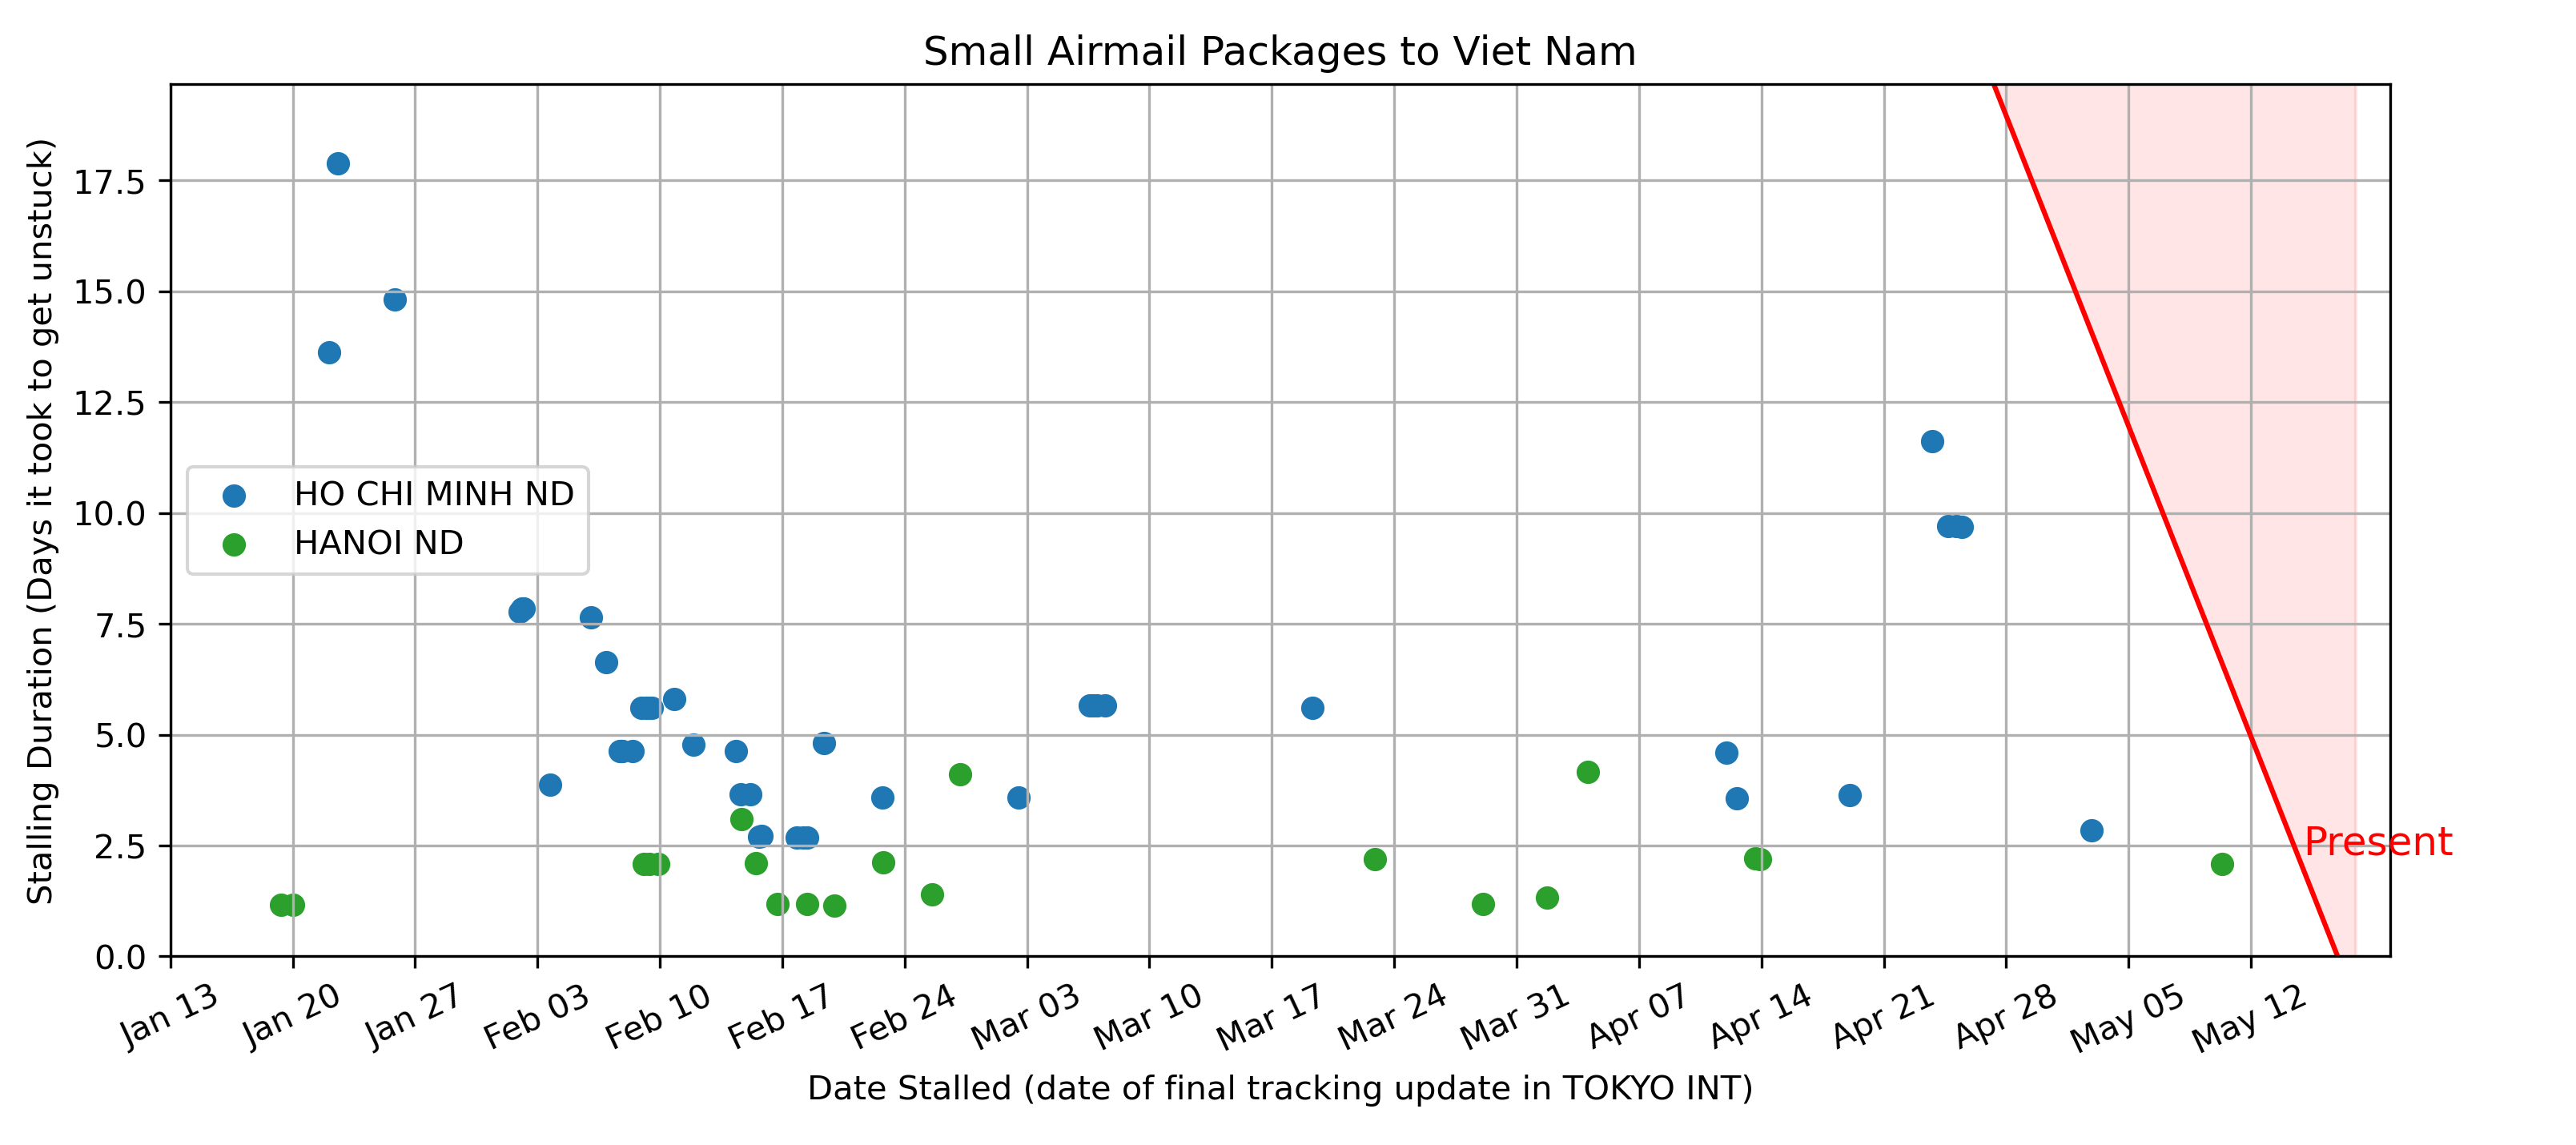 Small Airmail Packages to Viet Nam
Stalling Duration (Days it took to get unstuck)
17.5
15.0
12.5
10.0
7.5
5.0
2.5
0.0
HO CHI MINH ND
HANOI ND
Present
Jan 13
Jan 20
Jan 27
Feb 03
Feb 10
Feb 17
Feb 24
Mar 03
Mar 10
Mar 17
Mar 24
Mar 31
Apr 07
Apr 14
Apr 21
Apr 28
May 05
May 12
Date Stalled (date of final tracking update in TOKYO INT)